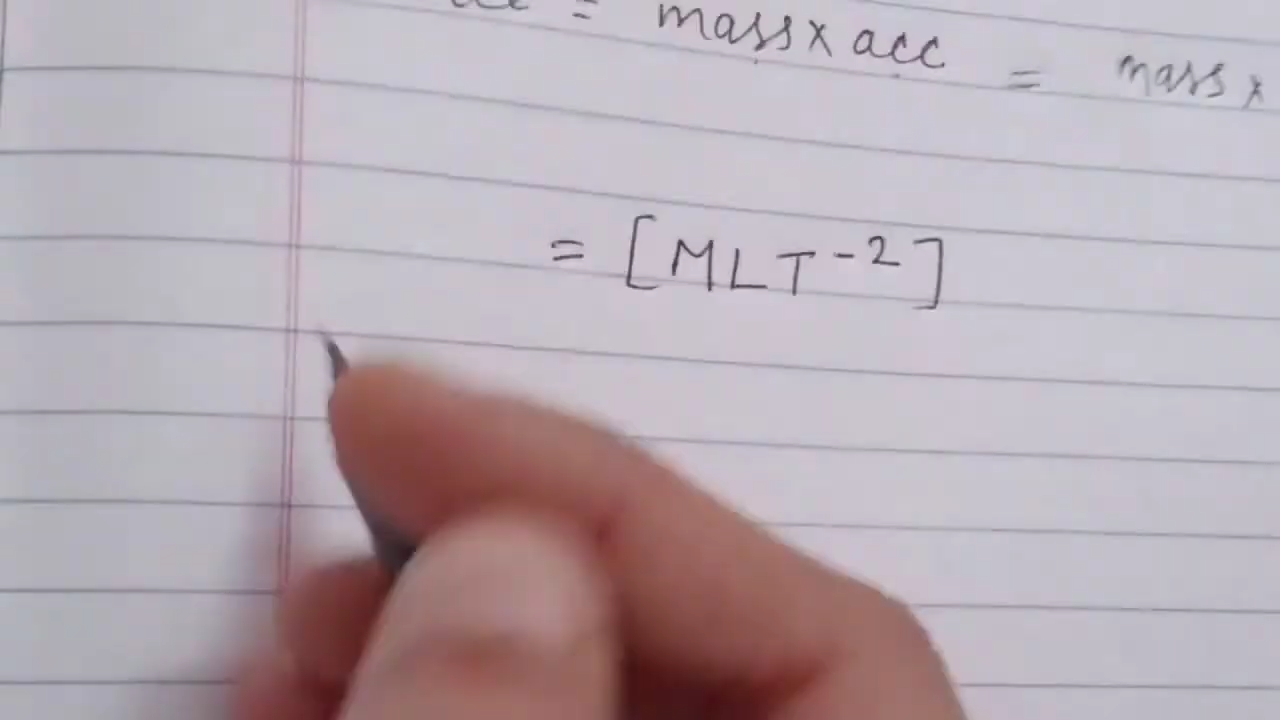 = mass x acc = mass x
= [MLT⁻²]